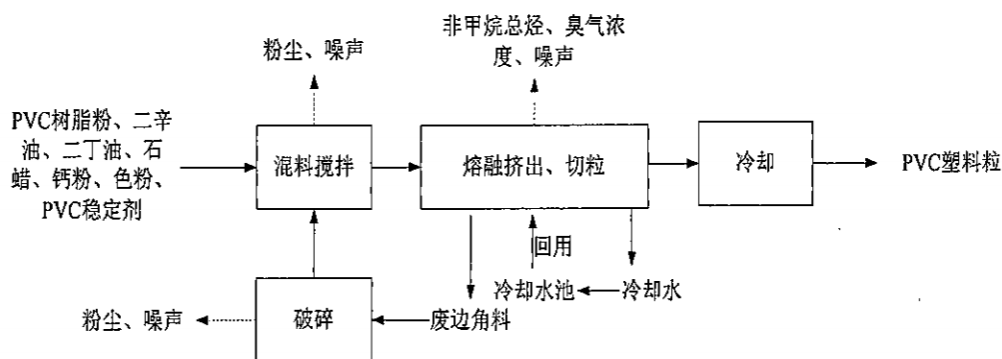 非甲烷总烃、臭气浓
度、噪声
粉尘、噪声
PVC树脂粉、二辛
油、二丁油、石
蜡、钙粉、色粉、
PVC稳定剂
混料搅拌
熔融挤出、切粒
冷却
PVC塑料粒
回用
冷却水池
冷却水
粉尘、噪声
破碎
废边角料